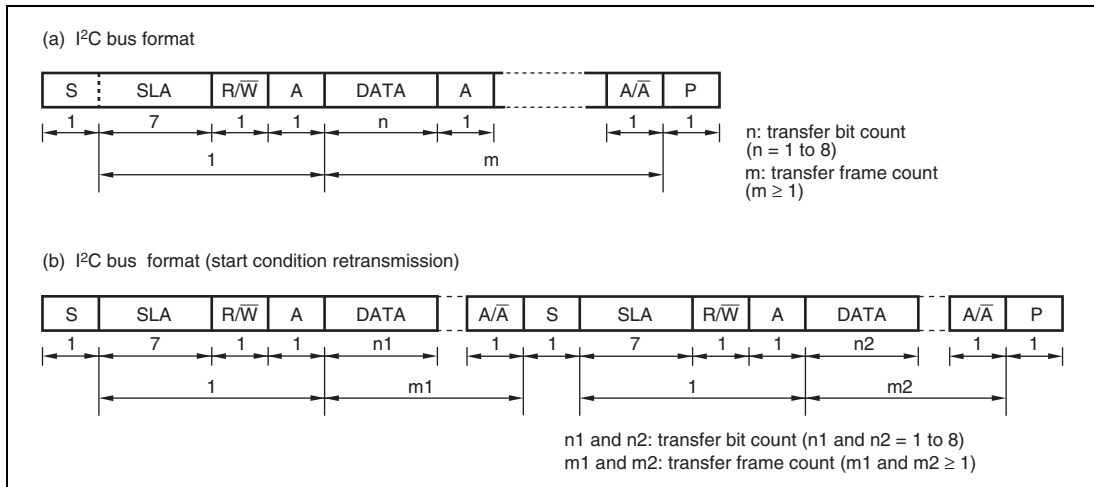 (a) I²C bus format
S SLA R/W̅ A DATA A A/A̅ P
1 7 1 1 n 1 1 1
1 m
n: transfer bit count
(n = 1 to 8)
m: transfer frame count
(m ≥ 1)
(b) I²C bus format (start condition retransmission)
S SLA R/W̅ A DATA A/A̅ S SLA R/W̅ A DATA A/A̅ P
1 7 1 1 n1 1 1 7 1 1 n2 1 1
1 m1 1 m2
n1 and n2: transfer bit count (n1 and n2 = 1 to 8)
m1 and m2: transfer frame count (m1 and m2 ≥ 1)